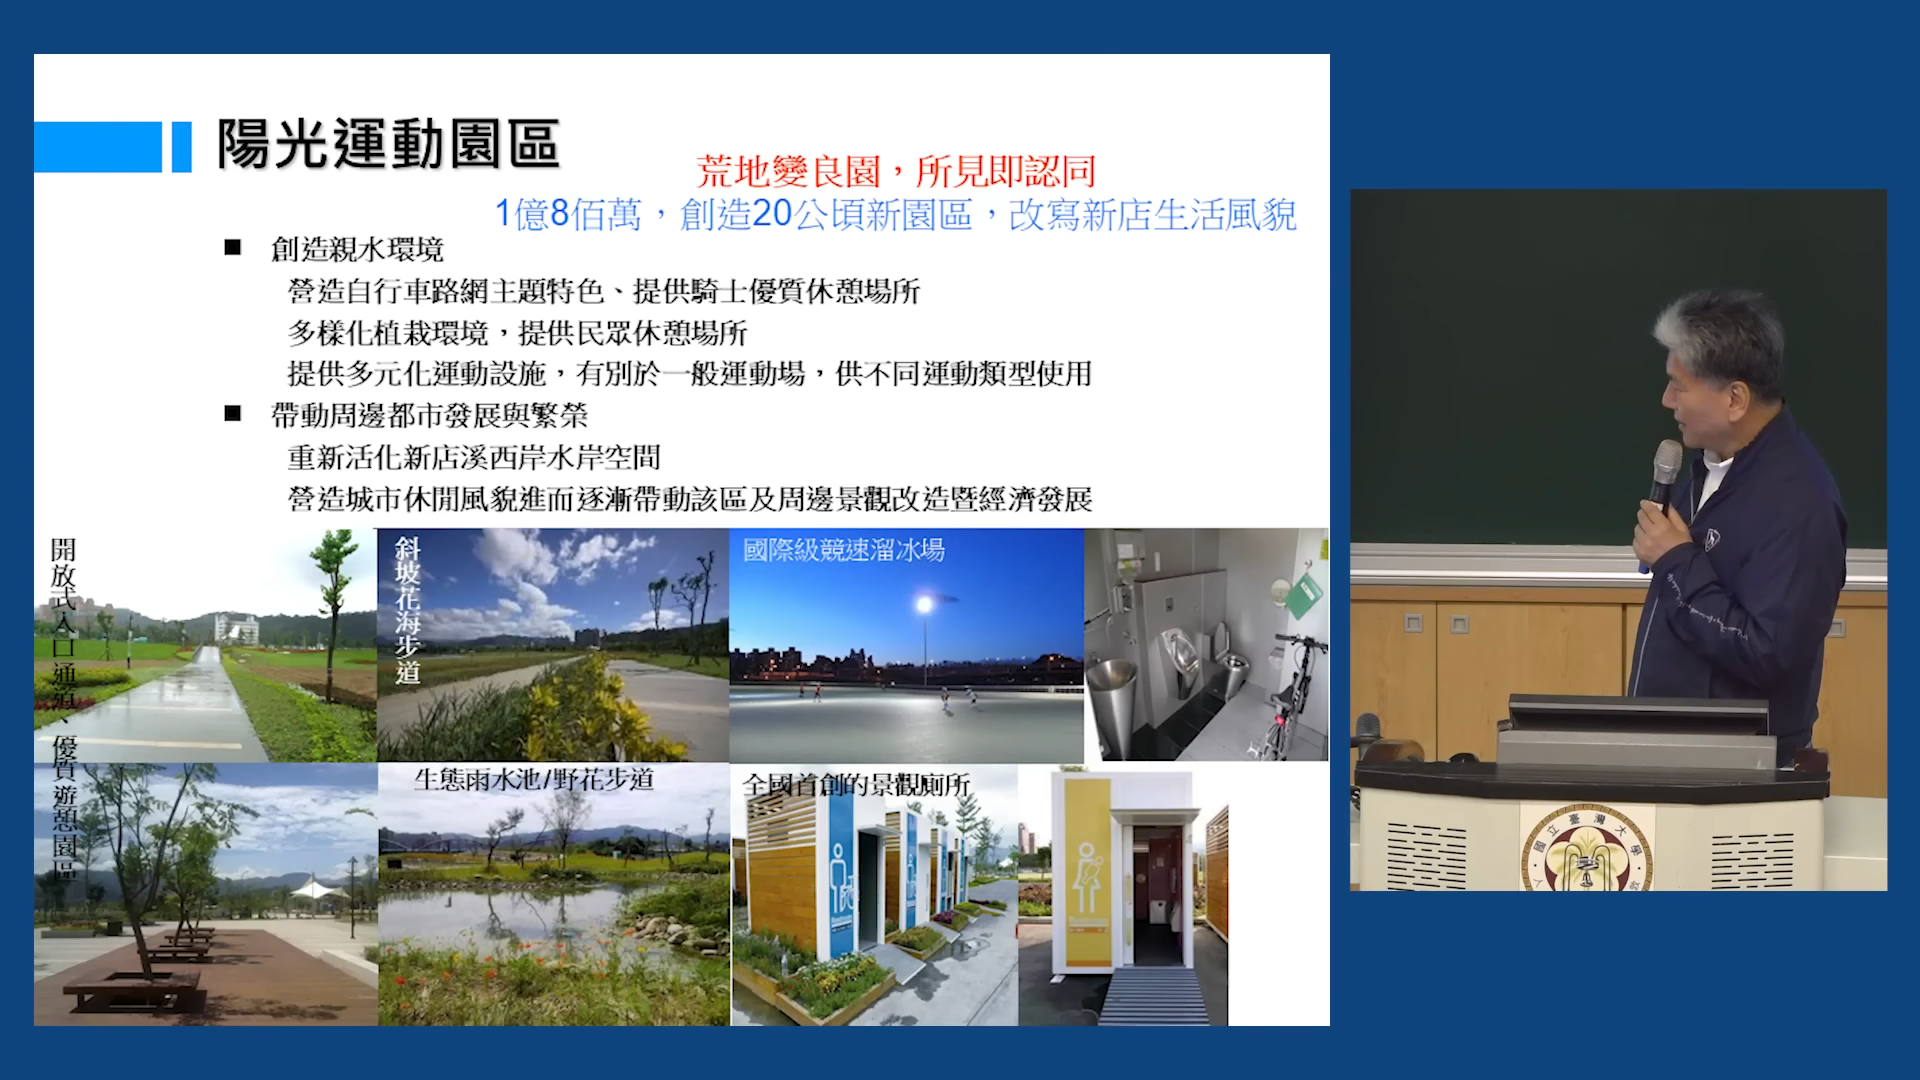 陽光運動園區
荒地變良園，所見即認同
1億8佰萬，創造20公頃新園區，改寫新店生活風貌
■ 創造親水環境
營造自行車路網主題特色、提供騎士優質休憩場所
多樣化植栽環境，提供民眾休憩場所
提供多元化運動設施，有別於一般運動場，供不同運動類型使用
■ 帶動周邊都市發展與繁榮
重新活化新店溪西岸水岸空間
營造城市休閒風貌進而逐漸帶動該區及周邊景觀改造暨經濟發展
開放式入口通道、優質遊憩園區
斜坡花海步道
國際級競速溜冰場
生態雨水池/野花步道
全國首創的景觀廁所
國立臺灣大學